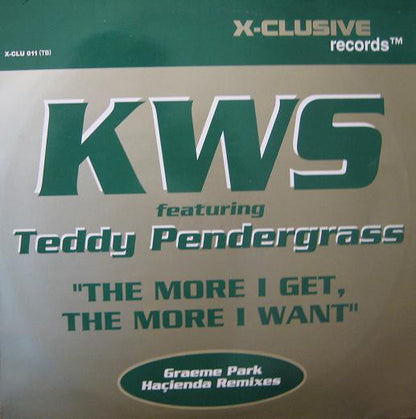 X-CLUSIVE
records™
X-CLU 011 (TB)
KWS
featuring
Teddy Pendergrass
"THE MORE I GET,
THE MORE I WANT"
Graeme Park
Haçienda Remixes